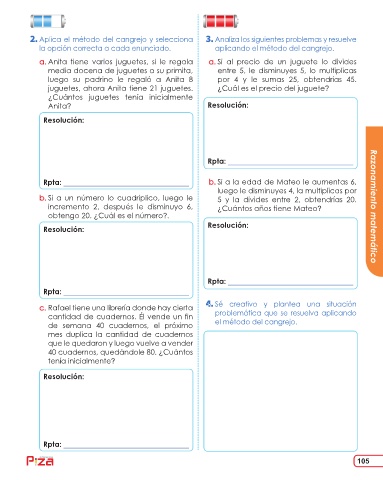 2. Aplica el método del cangrejo y selecciona
la opción correcta a cada enunciado.
a. Anita tiene varios juguetes, si le regala
media docena de juguetes a su primita,
luego su padrino le regaló a Anita 8
juguetes, ahora Anita tiene 21 juguetes.
¿Cuántos juguetes tenía inicialmente
Anita?
Resolución:
Rpta:
b. Si a un número lo cuadriplico, luego le
incremento 2, después le disminuyo 6,
obtengo 20. ¿Cuál es el número?.
Resolución:
Rpta:
c. Rafael tiene una librería donde hay cierta
cantidad de cuadernos. Él vende un fin
de semana 40 cuadernos, el próximo
mes duplica la cantidad de cuadernos
que le quedaron y luego vuelve a vender
40 cuadernos, quedándole 80. ¿Cuántos
tenía inicialmente?
Resolución:
Rpta:
3. Analiza los siguientes problemas y resuelve
aplicando el método del cangrejo.
a. Si al precio de un juguete lo divides
entre 5, le disminuyes 5, lo multiplicas
por 4 y le sumas 25, obtendrías 45.
¿Cuál es el precio del juguete?
Resolución:
Rpta:
b. Si a la edad de Mateo le aumentas 6,
luego le disminuyes 4, la multiplicas por
5 y la divides entre 2, obtendrías 20.
¿Cuántos años tiene Mateo?
Resolución:
Rpta:
4. Sé creativo y plantea una situación
problemática que se resuelva aplicando
el método del cangrejo.
Razonamiento matemático
Piza
105